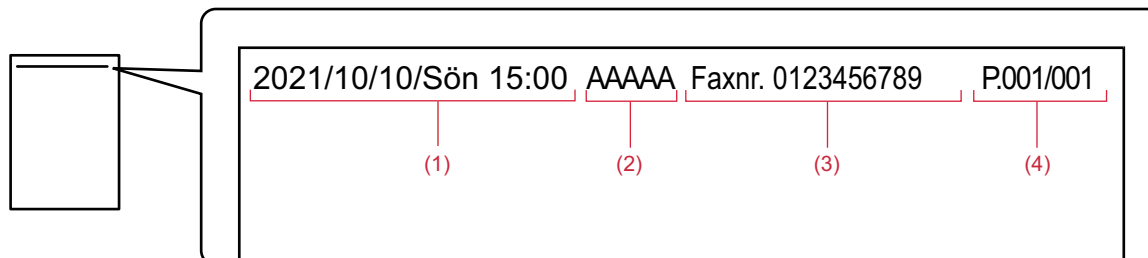 2021/10/10/Sön 15:00 AAAAA Faxnr. 0123456789 P.001/001
(1) (2) (3) (4)